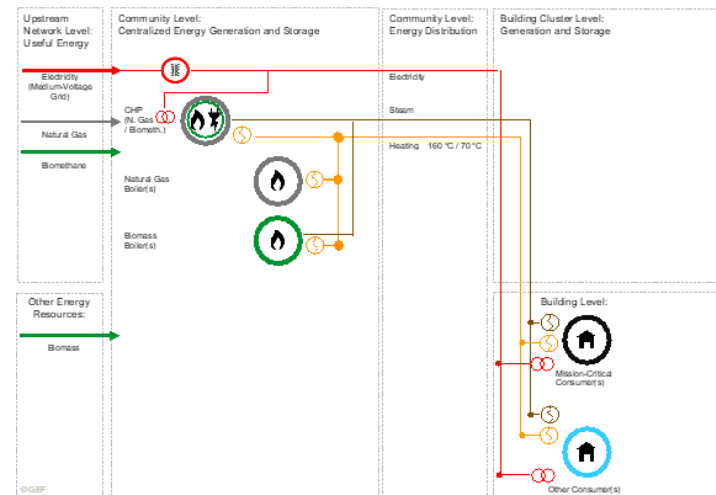 Upstream
Network Level:
Useful Energy
Community Level:
Centralized Energy Generation and Storage
Community Level:
Energy Distribution
Building Cluster Level:
Generation and Storage
Electricity
(Medium-Voltage
Grid)
Electricity
CHP
(N. Gas
/ Biometh.)
Steam
Natural Gas
Heating 160 °C / 70°C
Biomethane
Natural Gas
Boiler(s)
Biomass
Boiler(s)
Other Energy
Resources:
Building Level:
Biomass
Mission-Critical
Consumer(s)
Other Consumer(s)
©GEF